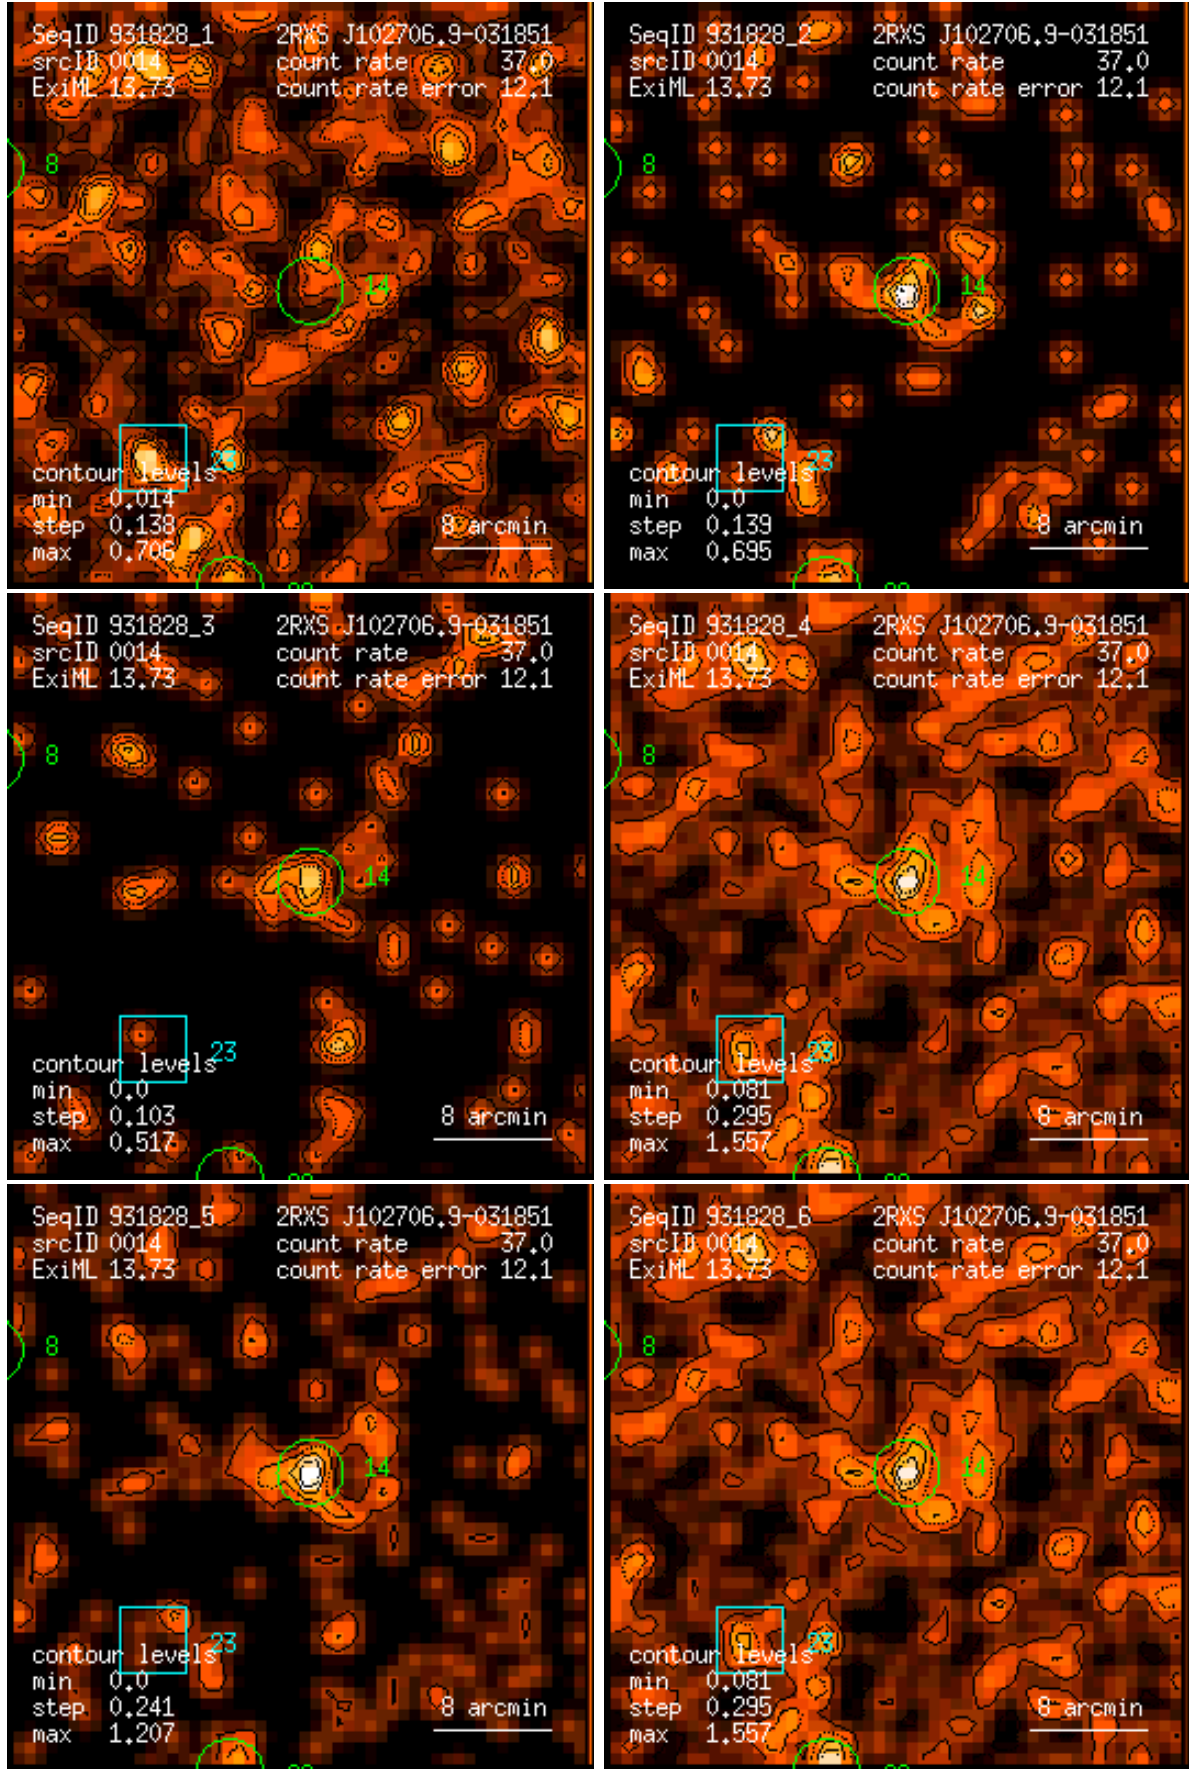 SeqID 931828_1 2RXS J102706.9-031851
srcID 0014 count rate 37.0
ExiML 13.73 count rate error 12.1
8
14
23
contour levels
min 0.014
step 0.138
max 0.706
8 arcmin
SeqID 931828_2 2RXS J102706.9-031851
srcID 0014 count rate 37.0
ExiML 13.73 count rate error 12.1
8
14
23
contour levels
min 0.0
step 0.139
max 0.695
8 arcmin
SeqID 931828_3 2RXS J102706.9-031851
srcID 0014 count rate 37.0
ExiML 13.73 count rate error 12.1
8
14
23
contour levels
min 0.0
step 0.103
max 0.517
8 arcmin
SeqID 931828_4 2RXS J102706.9-031851
srcID 0014 count rate 37.0
ExiML 13.73 count rate error 12.1
8
14
23
contour levels
min 0.081
step 0.295
max 1.557
8 arcmin
SeqID 931828_5 2RXS J102706.9-031851
srcID 0014 count rate 37.0
ExiML 13.73 count rate error 12.1
8
14
23
contour levels
min 0.0
step 0.241
max 1.207
8 arcmin
SeqID 931828_6 2RXS J102706.9-031851
srcID 0014 count rate 37.0
ExiML 13.73 count rate error 12.1
8
14
23
contour levels
min 0.081
step 0.295
max 1.557
8 arcmin